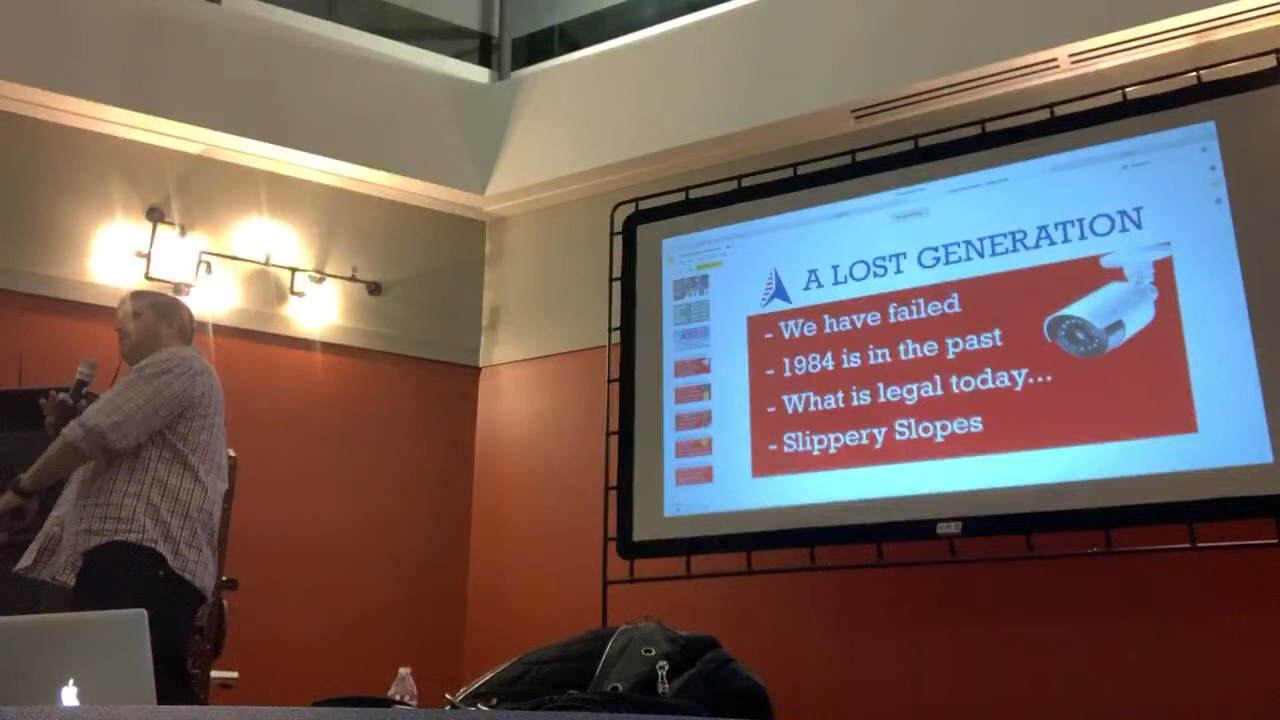 A LOST GENERATION
- We have failed
- 1984 is in the past
- What is legal today...
- Slippery Slopes